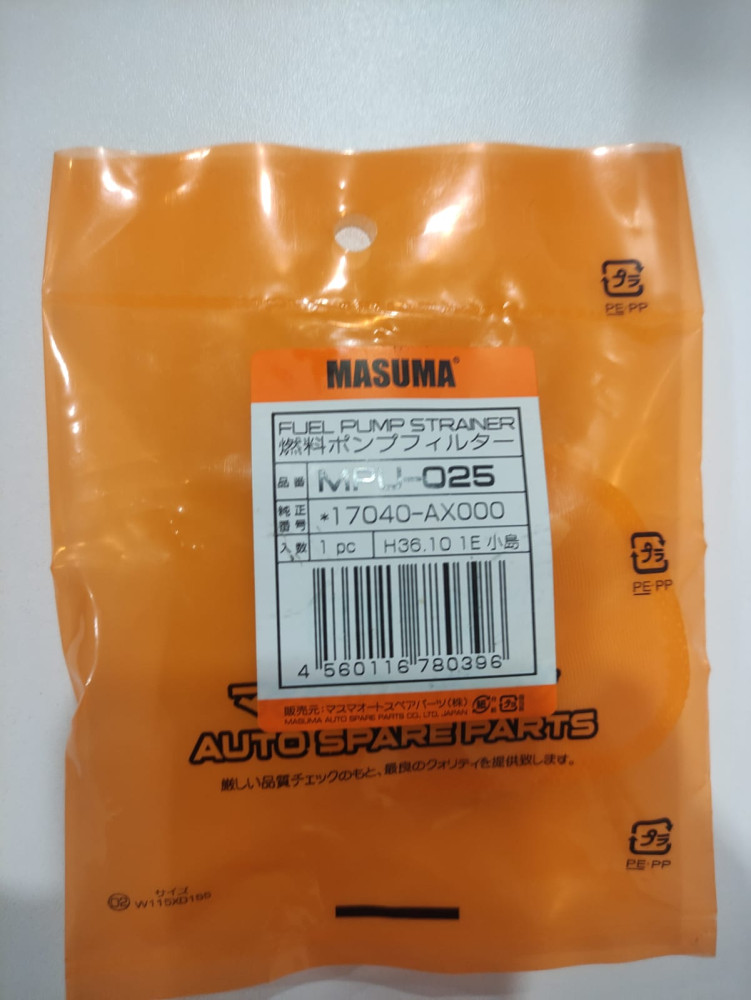 プラ
PE・PP
MASUMA®
FUEL PUMP STRAINER
燃料ポンプフィルター
品番 MPU-025
純正番号 *17040-AX000
入数 1 pc H36.10 1E 小島
プラ
PE・PP
4 560116 780396
販売元：マスマオートスペアパーツ(株)
MASUMA AUTO SPARE PARTS CO., LTD. JAPAN
AUTO SPARE PARTS
厳しい品質チェックのもと、最良のクォリティを提供致します。
プラ
PE・PP
02 サイズ